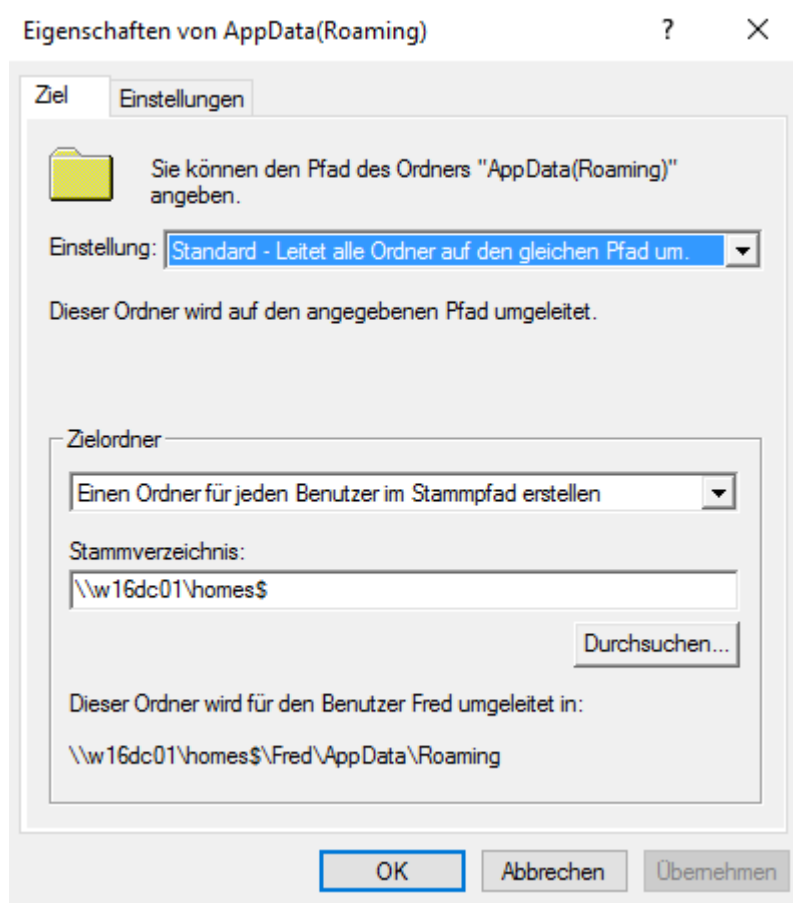 Eigenschaften von AppData(Roaming)
?
Ziel
Einstellungen
Sie können den Pfad des Ordners "AppData(Roaming)"
angeben.
Einstellung: Standard - Leitet alle Ordner auf den gleichen Pfad um.
Dieser Ordner wird auf den angegebenen Pfad umgeleitet.
Zielordner
Einen Ordner für jeden Benutzer im Stammpfad erstellen
Stammverzeichnis:
\\w16dc01\homes$
Durchsuchen...
Dieser Ordner wird für den Benutzer Fred umgeleitet in:
\\w16dc01\homes$\Fred\AppData\Roaming
OK
Abbrechen
Übernehmen